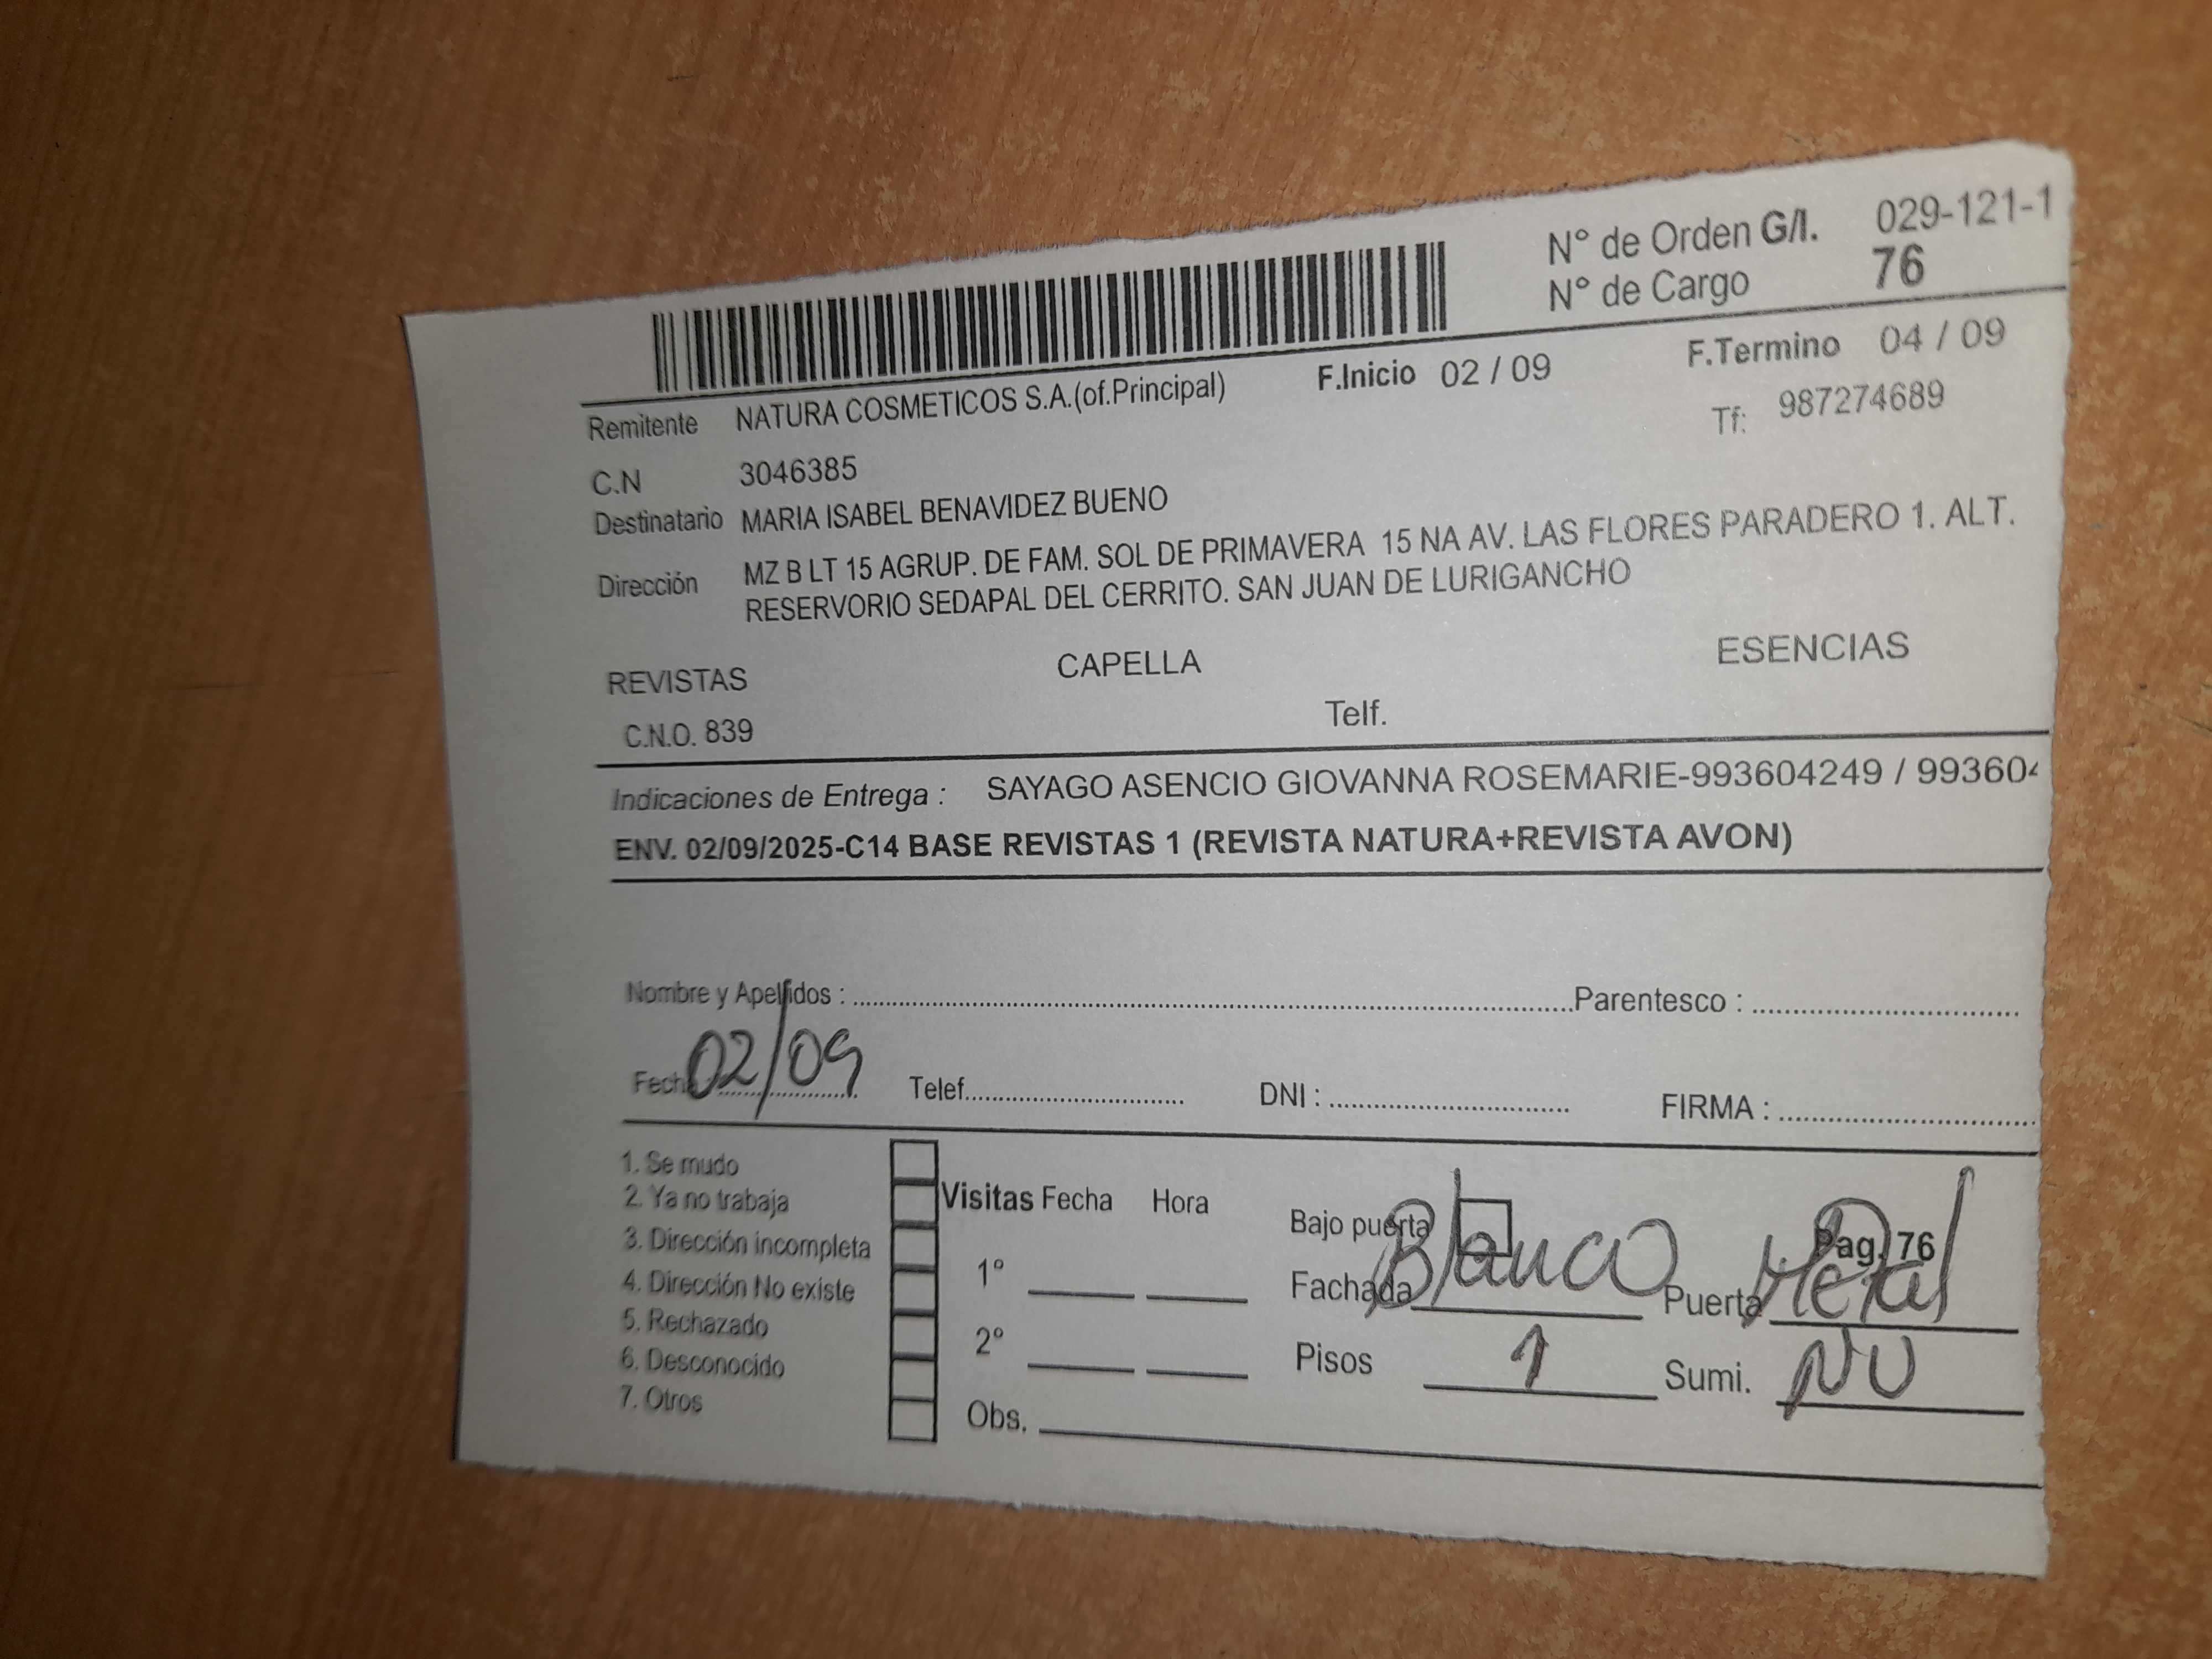 N° de Orden G/I. 029-121-1
N° de Cargo 76
F.Inicio 02 / 09 F.Termino 04 / 09
Remitente NATURA COSMETICOS S.A.(of.Principal) Tf: 987274689
C.N 3046385
Destinatario MARIA ISABEL BENAVIDEZ BUENO
Dirección MZ B LT 15 AGRUP. DE FAM. SOL DE PRIMAVERA 15 NA AV. LAS FLORES PARADERO 1. ALT.
RESERVORIO SEDAPAL DEL CERRITO. SAN JUAN DE LURIGANCHO
REVISTAS CAPELLA ESENCIAS
C.N.O. 839 Telf.
Indicaciones de Entrega : SAYAGO ASENCIO GIOVANNA ROSEMARIE-993604249 / 993604
ENV. 02/09/2025-C14 BASE REVISTAS 1 (REVISTA NATURA+REVISTA AVON)
Nombre y Apellidos : Parentesco :
Fecha 02/09 Telef. DNI : FIRMA :
1. Se mudo
2. Ya no trabaja
3. Dirección incompleta
4. Dirección No existe
5. Rechazado
6. Desconocido
7. Otros
Visitas Fecha Hora
1°
2°
Obs.
Bajo puerta Pag. 76
Fachada Blanco Puerta Metal
Pisos 1 Sumi. NO